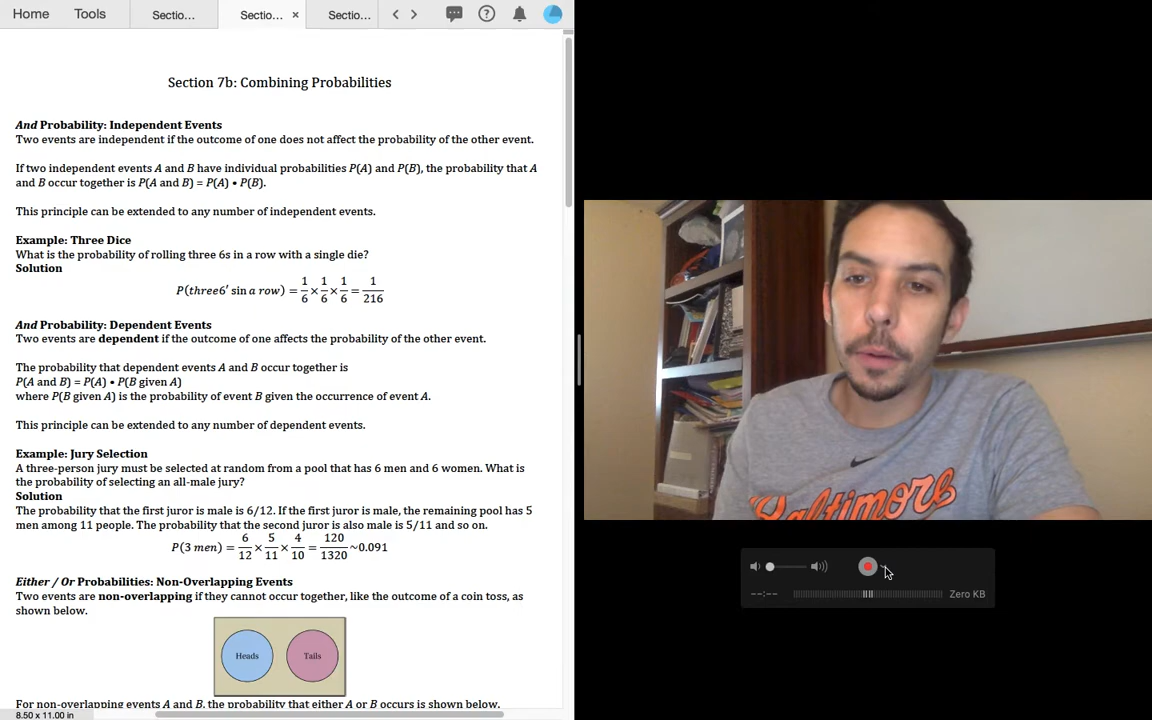 Home
Tools
Sectio...
Sectio...
×
Sectio...
Section 7b: Combining Probabilities
And Probability: Independent Events
Two events are independent if the outcome of one does not affect the probability of the other event.
If two independent events A and B have individual probabilities P(A) and P(B), the probability that A
and B occur together is P(A and B) = P(A) • P(B).
This principle can be extended to any number of independent events.
Example: Three Dice
What is the probability of rolling three 6s in a row with a single die?
Solution
P(three6′ sin a row) = 1/6 × 1/6 × 1/6 = 1/216
And Probability: Dependent Events
Two events are dependent if the outcome of one affects the probability of the other event.
The probability that dependent events A and B occur together is
P(A and B) = P(A) • P(B given A)
where P(B given A) is the probability of event B given the occurrence of event A.
This principle can be extended to any number of dependent events.
Example: Jury Selection
A three-person jury must be selected at random from a pool that has 6 men and 6 women. What is
the probability of selecting an all-male jury?
Solution
The probability that the first juror is male is 6/12. If the first juror is male, the remaining pool has 5
men among 11 people. The probability that the second juror is also male is 5/11 and so on.
P(3 men) = 6/12 × 5/11 × 4/10 = 120/1320 ~0.091
Either / Or Probabilities: Non-Overlapping Events
Two events are non-overlapping if they cannot occur together, like the outcome of a coin toss, as
shown below.
Heads
Tails
For non-overlapping events A and B, the probability that either A or B occurs is shown below.
8.50 x 11.00 in
Baltimore
--:--
Zero KB